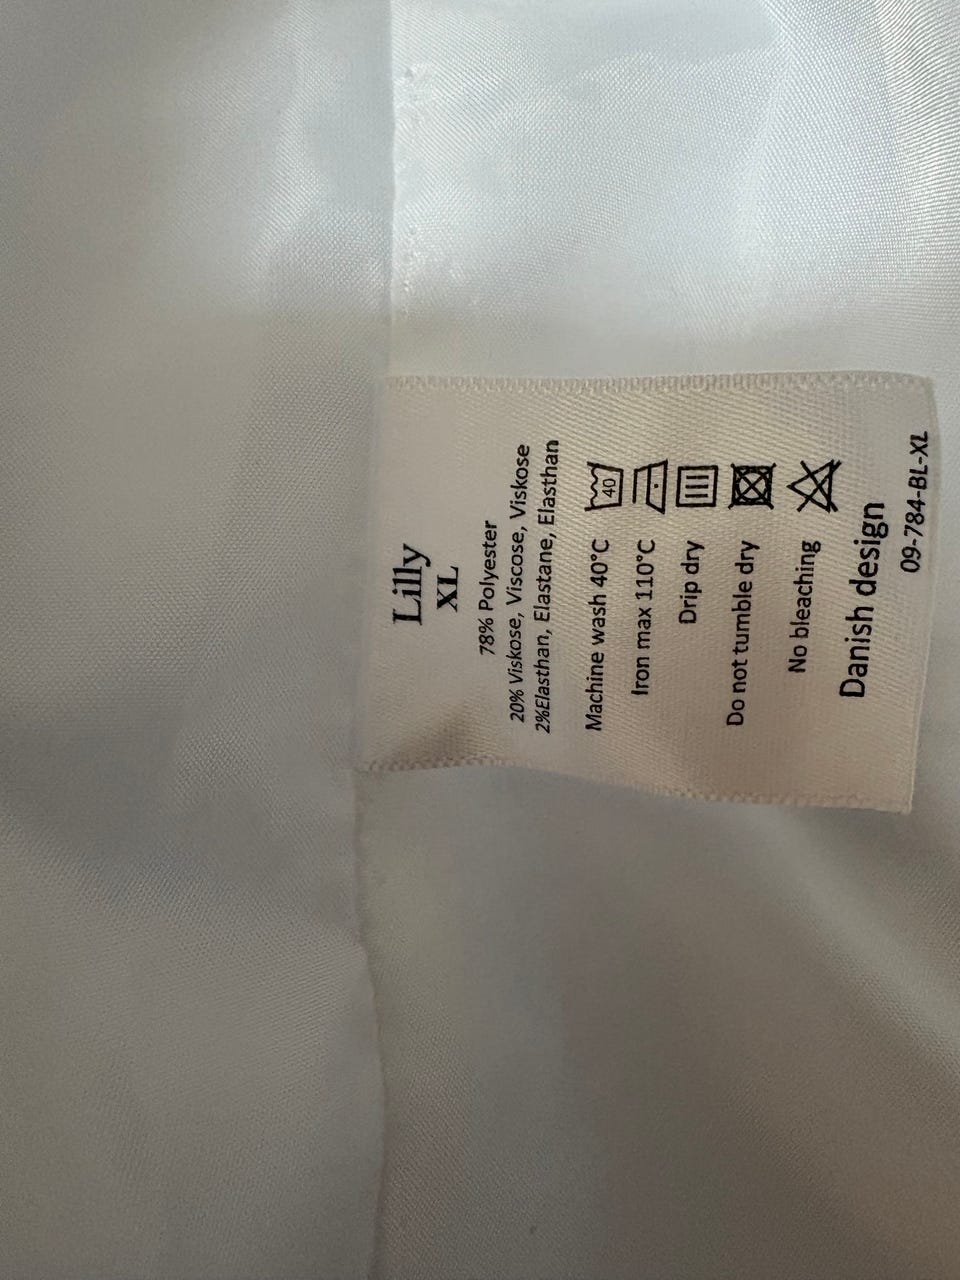 Lilly
XL
78% Polyester
20% Viskose, Viscose, Viskose
2%Elasthan, Elastane, Elasthan
Machine wash 40°C 40
Iron max 110°C
Drip dry
Do not tumble dry
No bleaching
Danish design
09-784-BL-XL